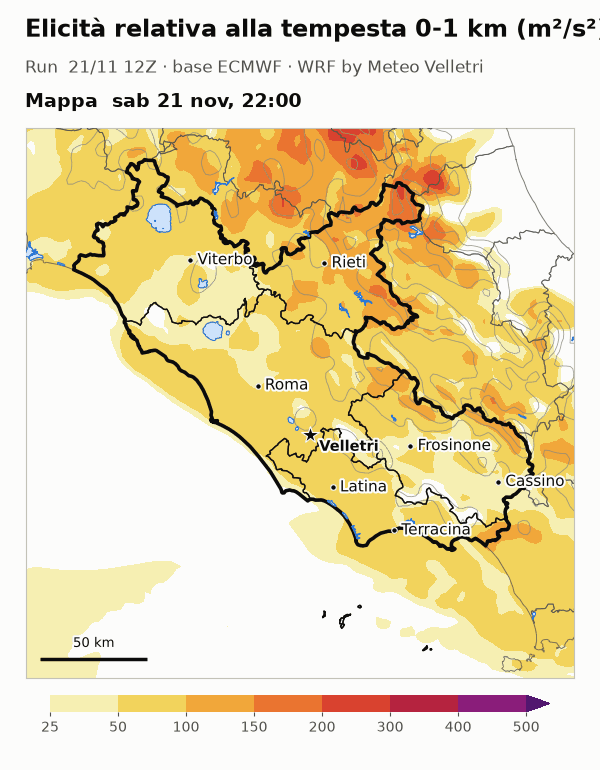 Elicità relativa alla tempesta 0-1 km (m²/s²)
Run  21/11 12Z · base ECMWF · WRF by Meteo Velletri
Mappa  sab 21 nov, 22:00
Viterbo
Rieti
Roma
Velletri
Frosinone
Latina
Cassino
Terracina
50 km
25 50 100 150 200 300 400 500